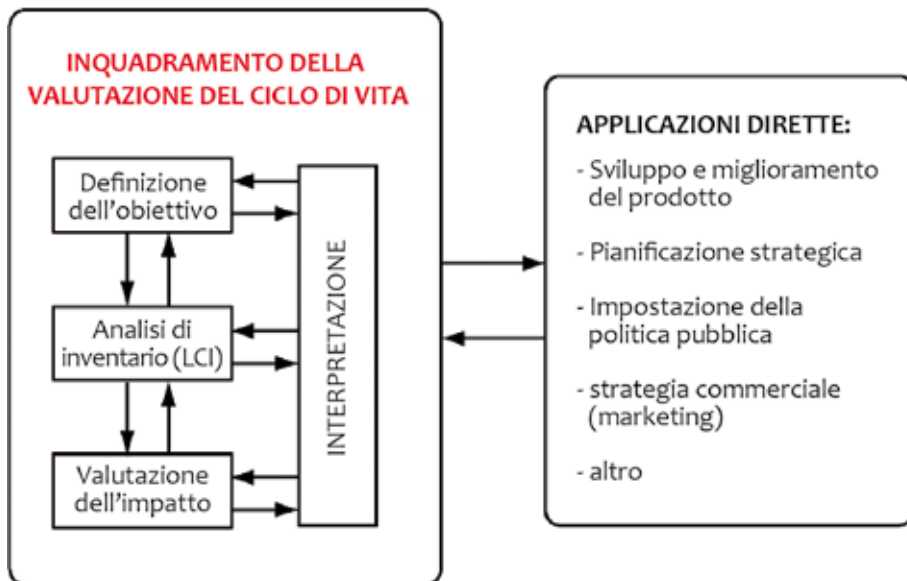 INQUADRAMENTO DELLA
VALUTAZIONE DEL CICLO DI VITA
Definizione
dell'obiettivo
Analisi di
inventario (LCI)
Valutazione
dell'impatto
INTERPRETAZIONE
APPLICAZIONI DIRETTE:
- Sviluppo e miglioramento
del prodotto
- Pianificazione strategica
- Impostazione della
politica pubblica
- strategia commerciale
(marketing)
- altro